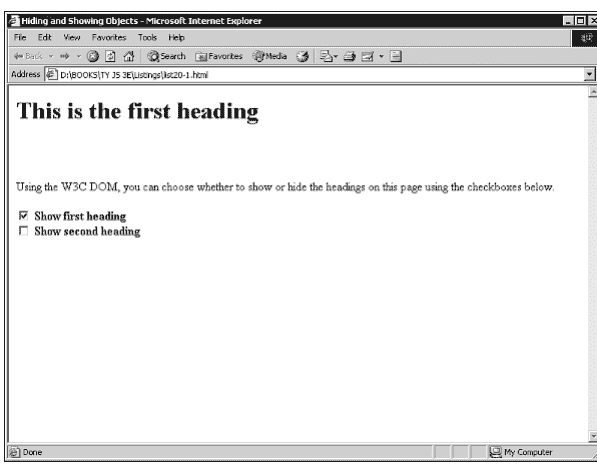 Hiding and Showing Objects - Microsoft Internet Explorer
File Edit View Favorites Tools Help
Back Search Favorites Media
Address D:\BOOKS\TY JS 3E\Listings\list20-1.html
This is the first heading
Using the W3C DOM, you can choose whether to show or hide the headings on this page using the checkboxes below.
Show first heading
Show second heading
Done My Computer